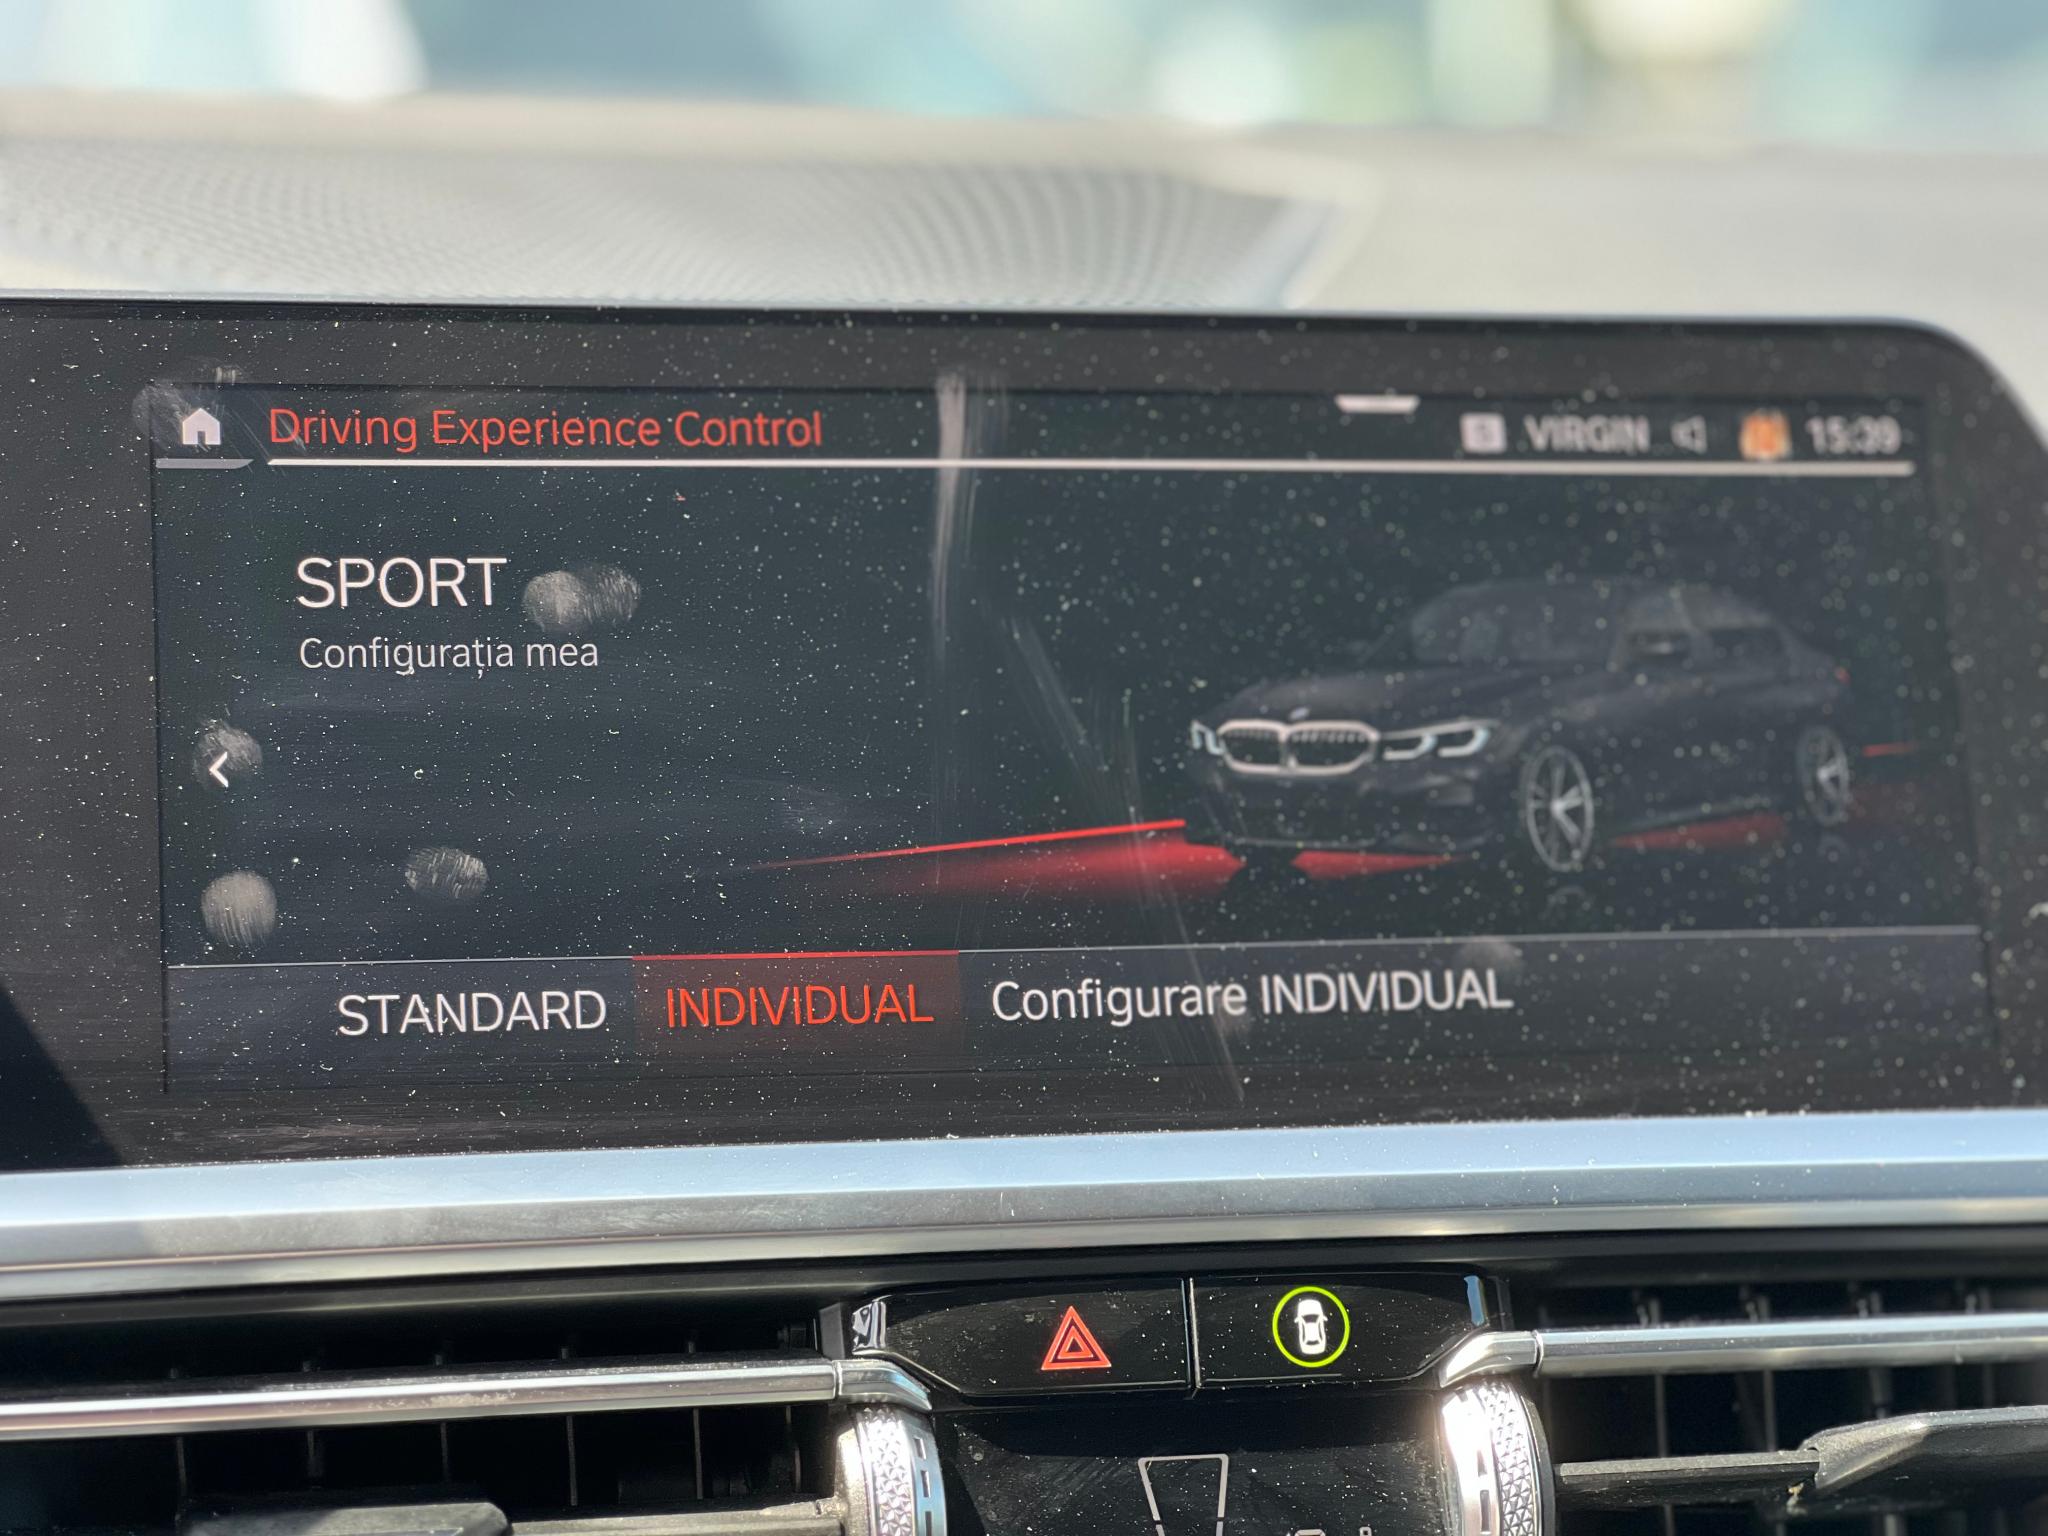 Driving Experience Control
VIRGIN 15:39
SPORT
Configurația mea
STANDARD INDIVIDUAL Configurare INDIVIDUAL